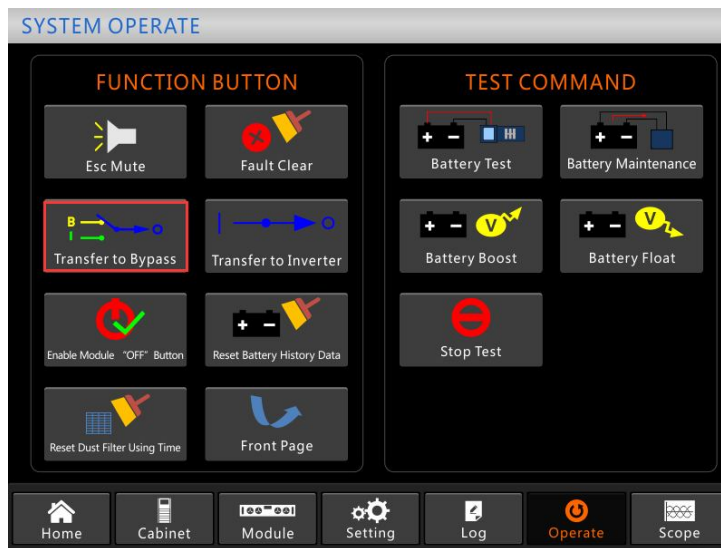 SYSTEM OPERATE
FUNCTION BUTTON
Esc Mute
Fault Clear
B
I
O
Transfer to Bypass
I
O
Transfer to Inverter
Enable Module “OFF” Button
Reset Battery History Data
Reset Dust Filter Using Time
Front Page
TEST COMMAND
Battery Test
Battery Maintenance
V
Battery Boost
V
Battery Float
Stop Test
Home
Cabinet
Module
Setting
Log
Operate
Scope